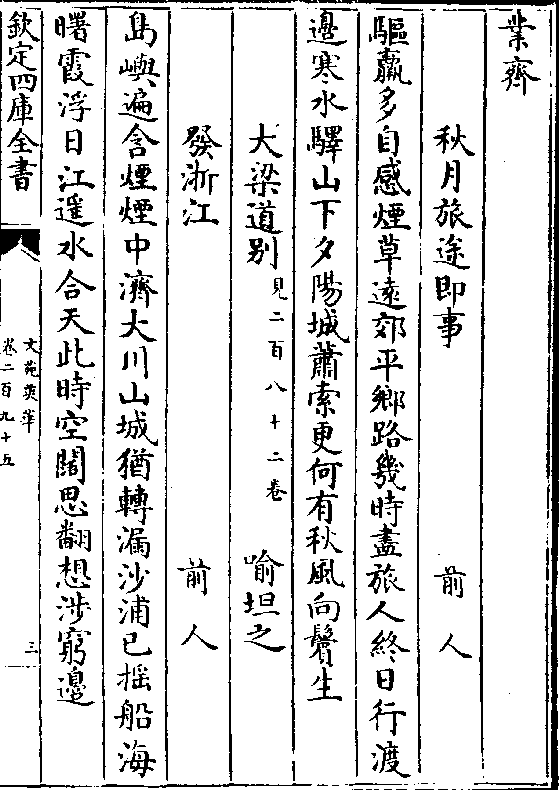 業齊
秋月旅途即事　前人
驅羸多自感煙草遠郊平鄉路幾時盡旅人終日行渡
邊寒水驛山下夕陽城蕭索更何有秋風向鬢生
大梁道別見二百八十二卷　喻坦之
發浙江　前人
島嶼遍含煙煙中濟大川山城猶轉漏沙浦已摇船海
曙霞浮日江遥水合天此時空闊思翻想涉窮邊
欽定四庫全書
文苑英華
卷二百九十五
三